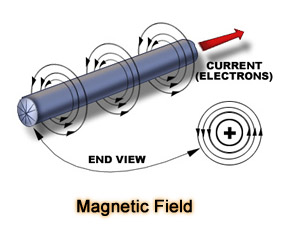 CURRENT
(ELECTRONS)
END VIEW
+
Magnetic Field